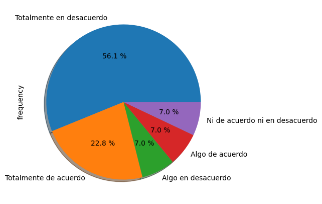 Totalmente en desacuerdo
56.1 %
frequency
7.0 %
Ni de acuerdo ni en desacuerdo
7.0 %
22.8 %
7.0 %
Algo de acuerdo
Totalmente de acuerdo
Algo en desacuerdo